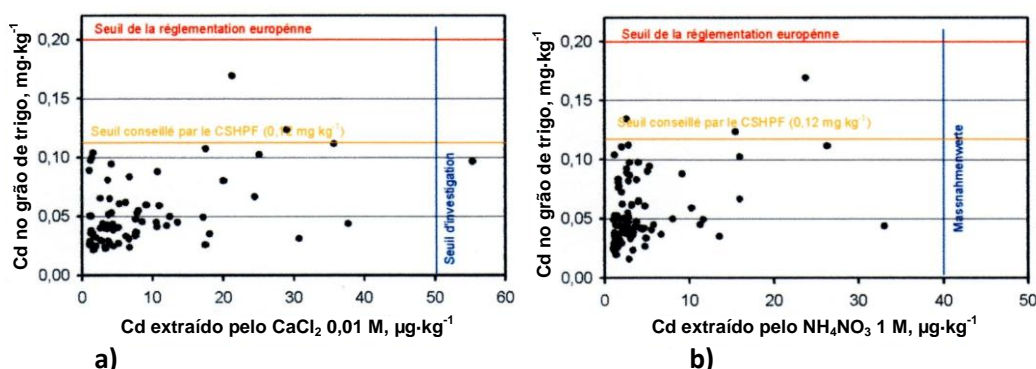 Cd no grão de trigo, mg·kg⁻¹
0,20
0,15
0,10
0,05
0,00
Seuil de la réglementation europénne
Seuil conseillé par le CSHPF (0,12 mg kg⁻¹)
Seuil d'investigation
0 10 20 30 40 50 60
Cd extraído pelo CaCl₂ 0,01 M, µg·kg⁻¹
a)
Cd no grão de trigo, mg·kg⁻¹
0,20
0,15
0,10
0,05
0,00
Seuil de la réglementation europénne
Seuil conseillé par le CSHPF (0,12 mg kg⁻¹)
Massnahmenwerte
0 10 20 30 40 50
Cd extraído pelo NH₄NO₃ 1 M, µg·kg⁻¹
b)